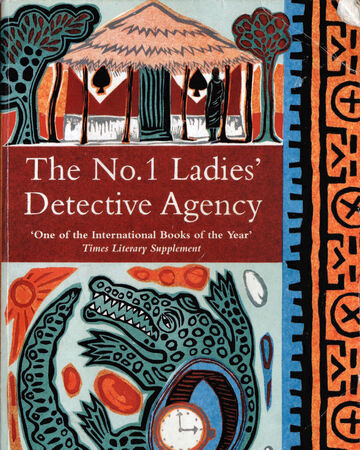 The No.1 Ladies'
Detective Agency
‘One of the International Books of the Year’
Times Literary Supplement